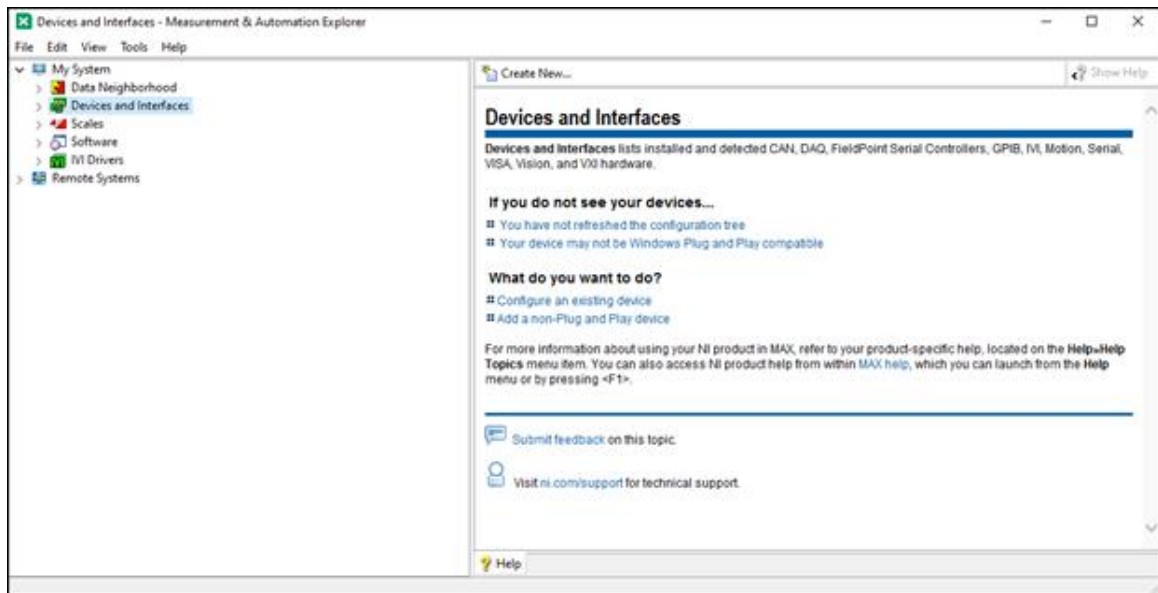 Devices and Interfaces - Measurement & Automation Explorer
File Edit View Tools Help
My System
Data Neighborhood
Devices and Interfaces
Scales
Software
IVI Drivers
Remote Systems
Create New...
Show Help
Devices and Interfaces
Devices and Interfaces lists installed and detected CAN, DAQ, FieldPoint Serial Controllers, GPIB, IVI, Motion, Serial,
VISA, Vision, and VXI hardware.
If you do not see your devices...
You have not refreshed the configuration tree
Your device may not be Windows Plug and Play compatible
What do you want to do?
Configure an existing device
Add a non-Plug and Play device
For more information about using your NI product in MAX, refer to your product-specific help, located on the Help»Help
Topics menu item. You can also access NI product help from within MAX help, which you can launch from the Help
menu or by pressing <F1>.
Submit feedback on this topic.
Visit ni.com/support for technical support.
Help